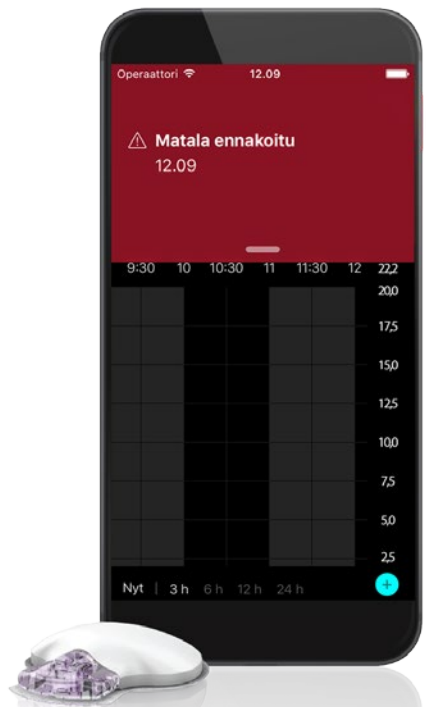 Operaattori 12.09
Matala ennakoitu
12.09
9:30 10 10:30 11 11:30 12 22,2
20,0
17,5
15,0
12,5
10,0
7,5
5,0
2,5
Nyt | 3 h 6 h 12 h 24 h +